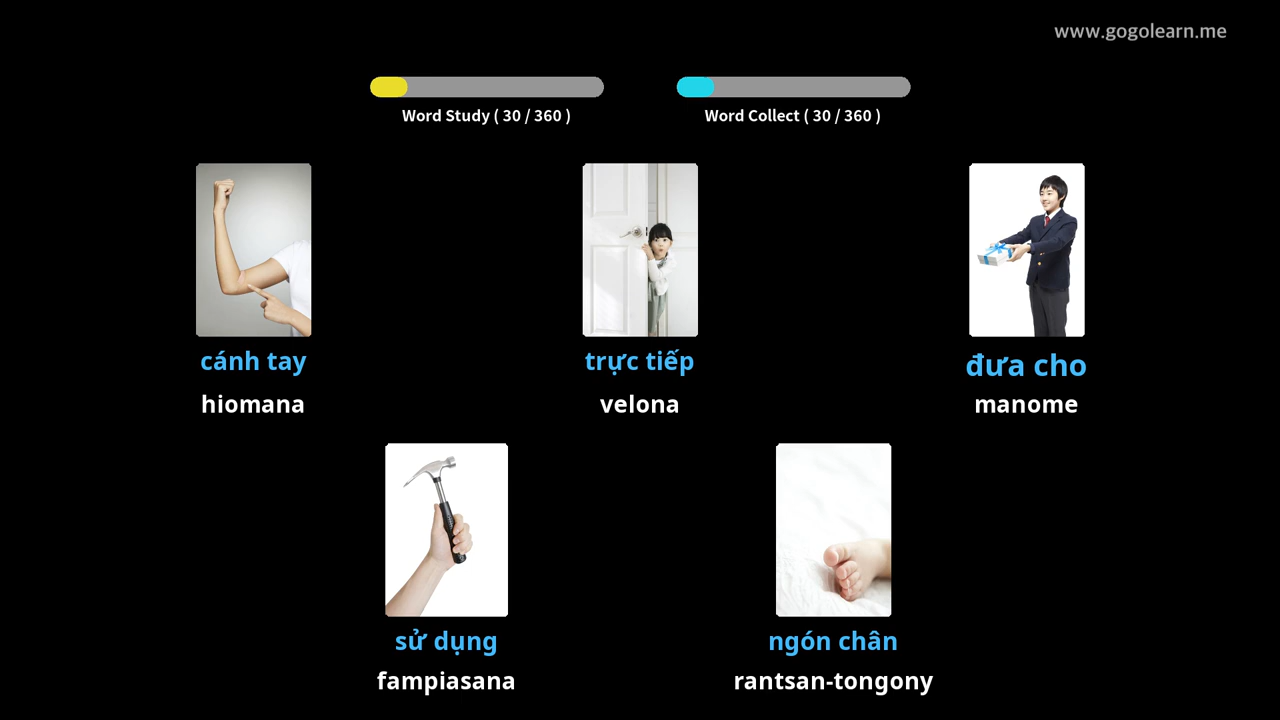 www.gogolearn.me
Word Study ( 30 / 360 )
Word Collect ( 30 / 360 )
cánh tay
hiomana
trực tiếp
velona
đưa cho
manome
sử dụng
fampiasana
ngón chân
rantsan-tongony